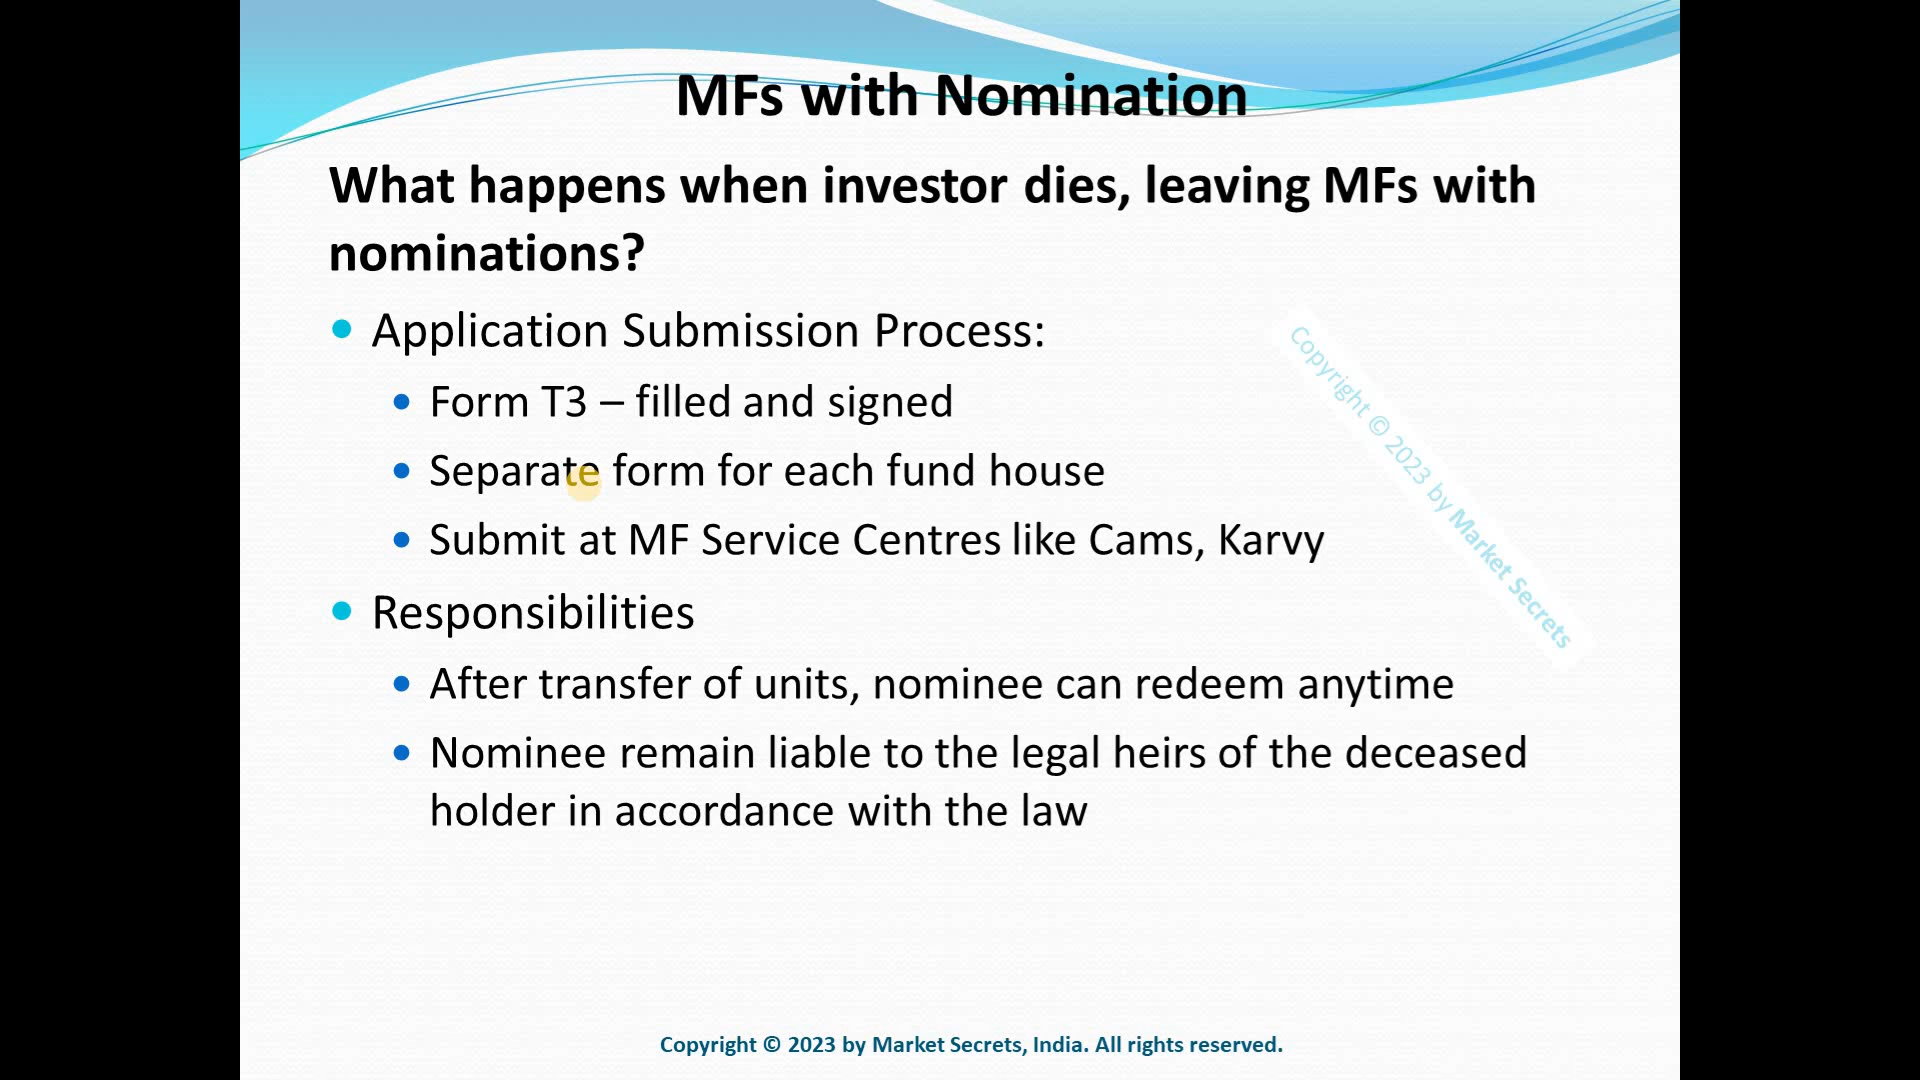 MFs with Nomination
What happens when investor dies, leaving MFs with
nominations?
Application Submission Process:
Form T3 – filled and signed
Separate form for each fund house
Submit at MF Service Centres like Cams, Karvy
Responsibilities
After transfer of units, nominee can redeem anytime
Nominee remain liable to the legal heirs of the deceased
holder in accordance with the law
Copyright © 2023 by Market Secrets
Copyright © 2023 by Market Secrets, India. All rights reserved.